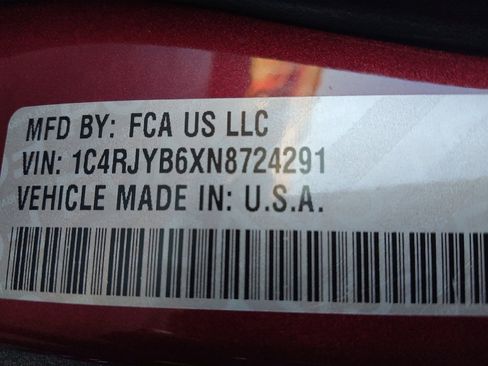 MFD BY: FCA US LLC
VIN: 1C4RJYB6XN8724291
VEHICLE MADE IN: U.S.A.